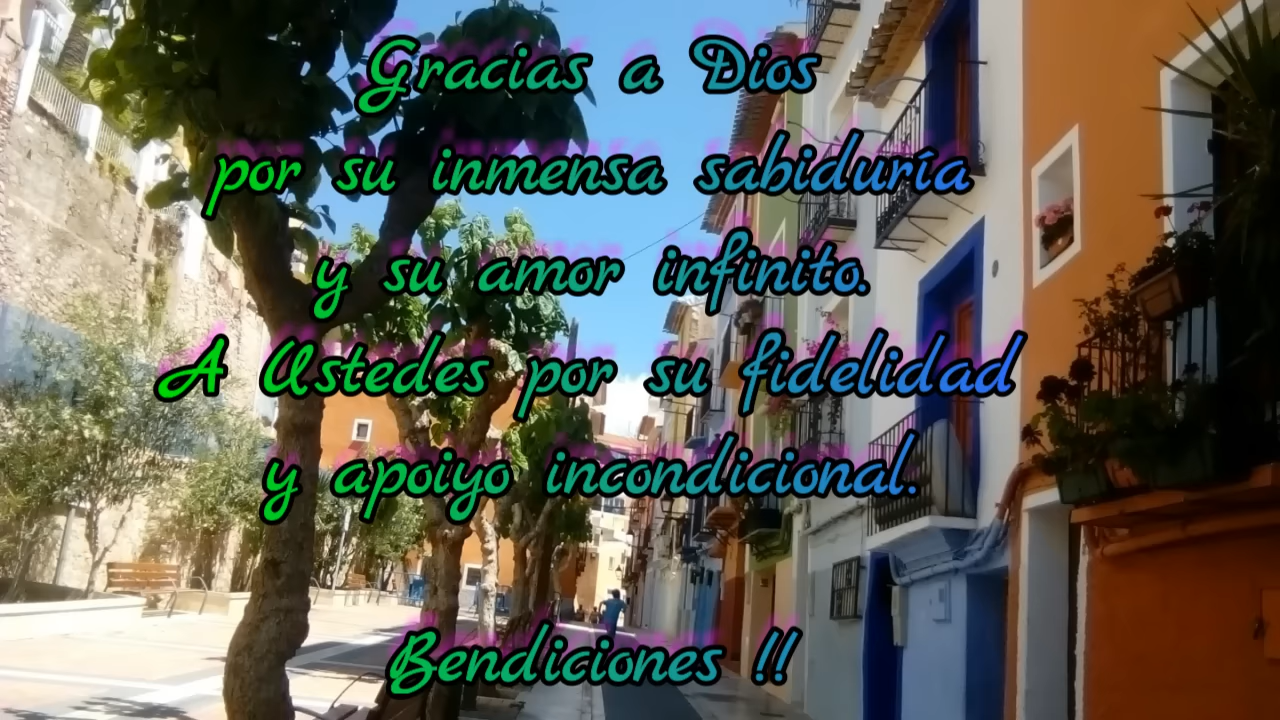 Gracias a Dios
por su inmensa sabiduría
y su amor infinito.
A Ustedes por su fidelidad
y apoiyo incondicional.
Bendiciones !!